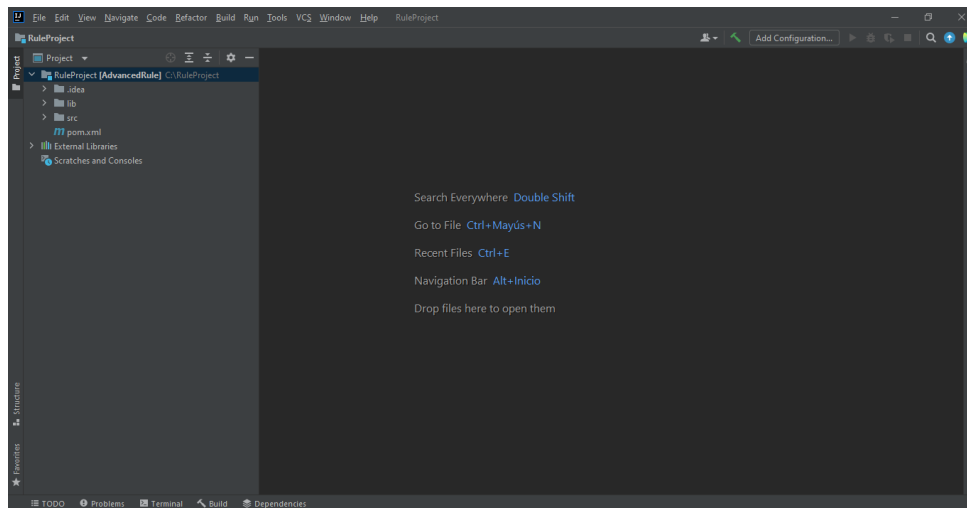 IJ File Edit View Navigate Code Refactor Build Run Tools VCS Window Help RuleProject
RuleProject Add Configuration...
Project
Project
RuleProject [AdvancedRule] C:\RuleProject
.idea
lib
src
m pom.xml
External Libraries
Scratches and Consoles
Search Everywhere Double Shift
Go to File Ctrl+Mayús+N
Recent Files Ctrl+E
Navigation Bar Alt+Inicio
Drop files here to open them
Structure
Favorites
TODO Problems Terminal Build Dependencies